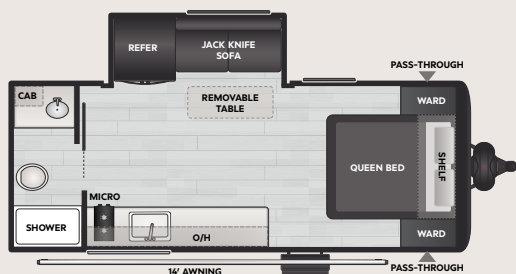 REFER
JACK KNIFE
SOFA
PASS-THROUGH
CAB
REMOVABLE
TABLE
WARD
QUEEN BED
SHELF
MICRO
SHOWER
O/H
WARD
14' AWNING
PASS-THROUGH